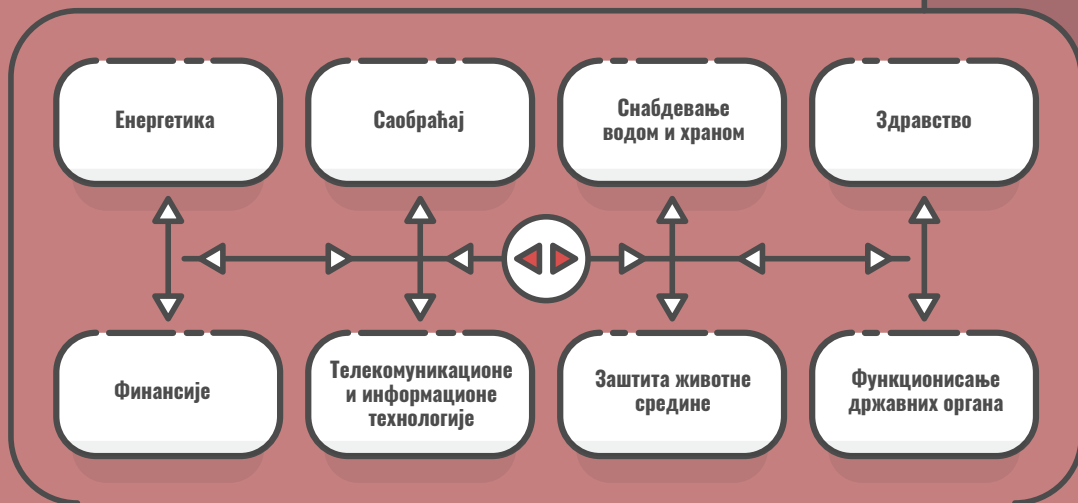 Енергетика
Саобраћај
Снабдевање
водом и храном
Здравство
Финансије
Телекомуникационе
и информационе
технологије
Заштита животне
средине
Функционисање
државних органа